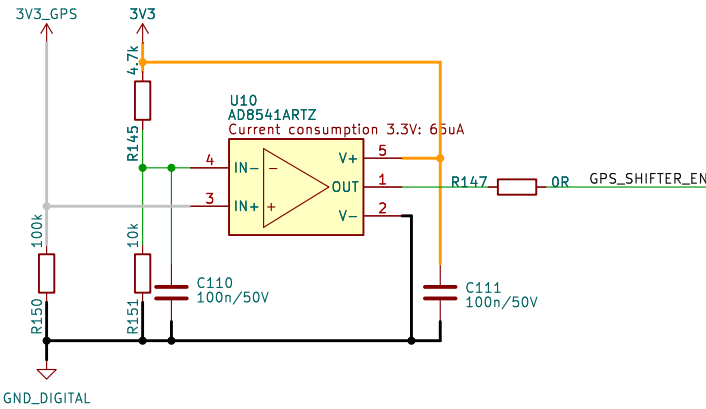 3V3_GPS
3V3
4.7k
R145
U10
AD8541ARTZ
Current consumption 3.3V: 65uA
4
IN-
-
V+
5
OUT
1
R147
0R
GPS_SHIFTER_EN
3
IN+
+
V-
2
100k
R150
10k
R151
C110
100n/50V
C111
100n/50V
GND_DIGITAL